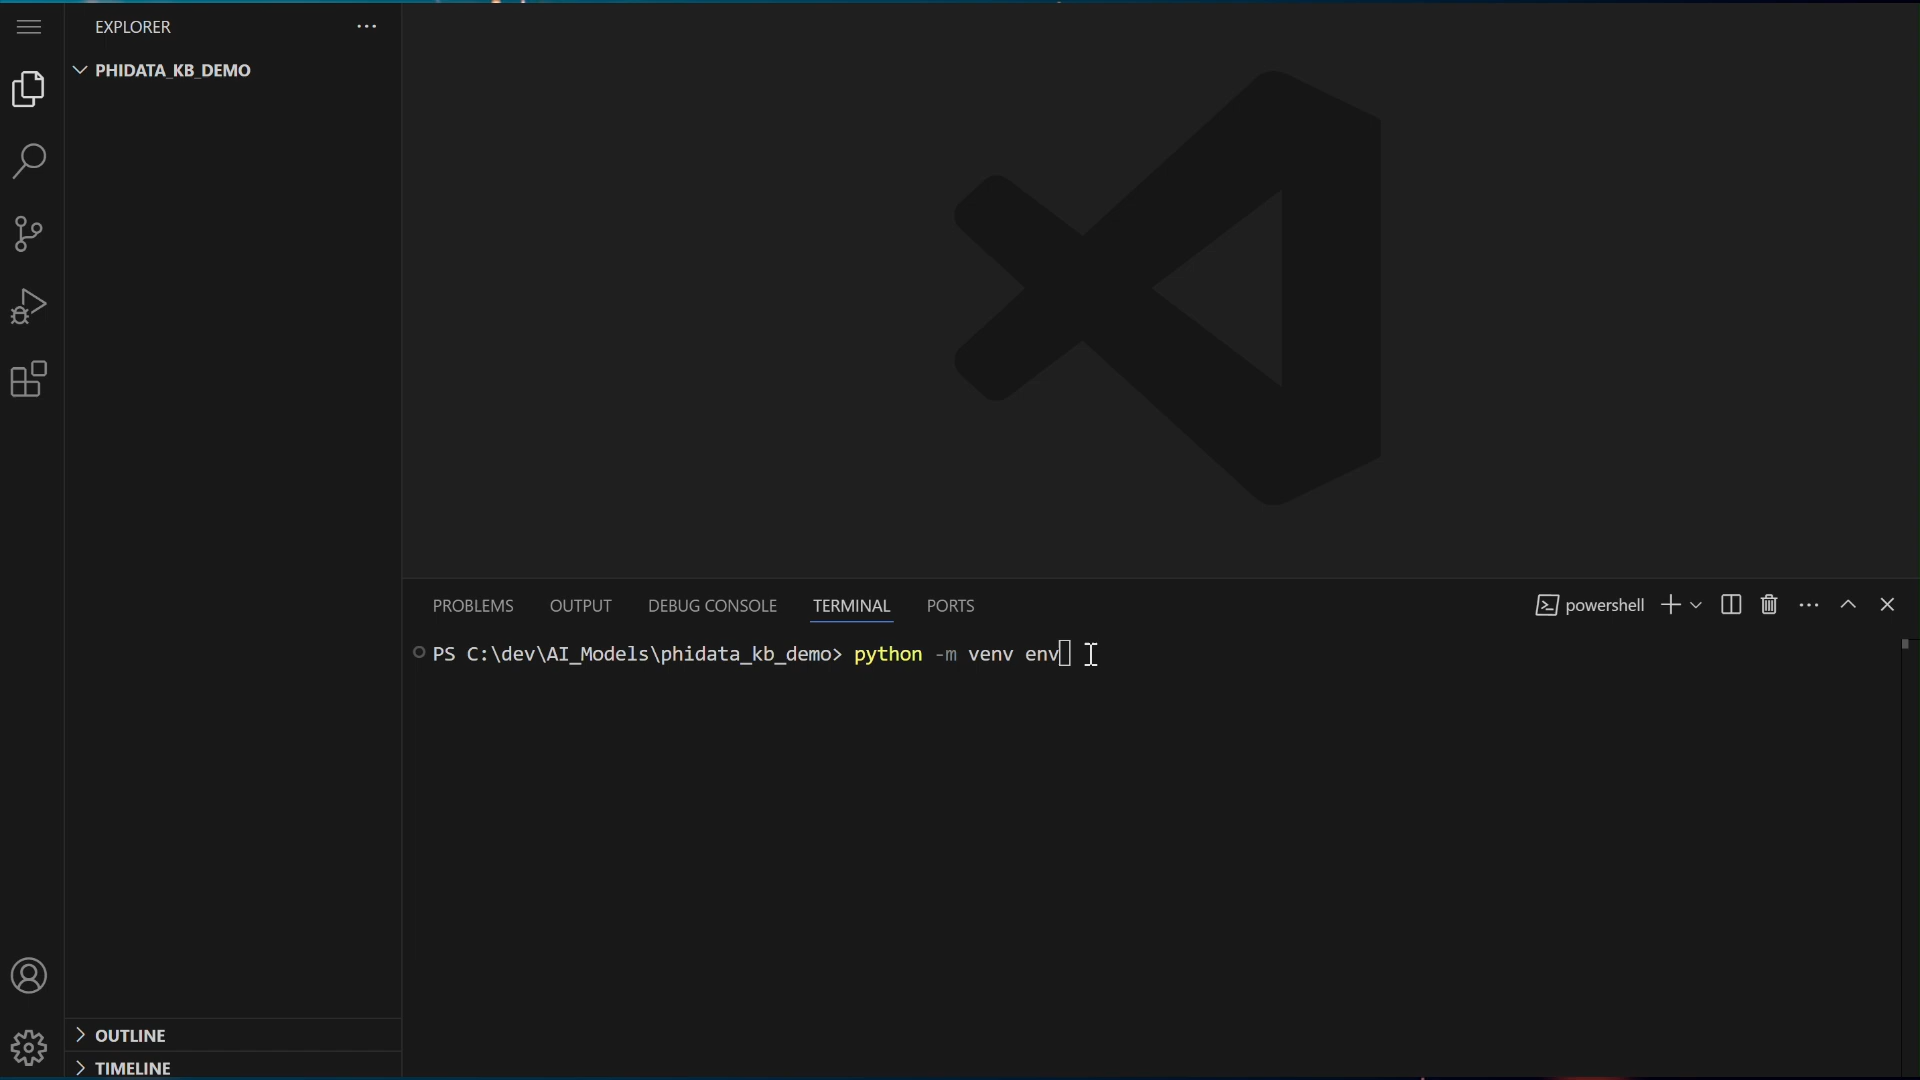 EXPLORER
PHIDATA_KB_DEMO
PROBLEMS OUTPUT DEBUG CONSOLE TERMINAL PORTS
powershell
PS C:\dev\AI_Models\phidata_kb_demo> python -m venv env
OUTLINE
TIMELINE